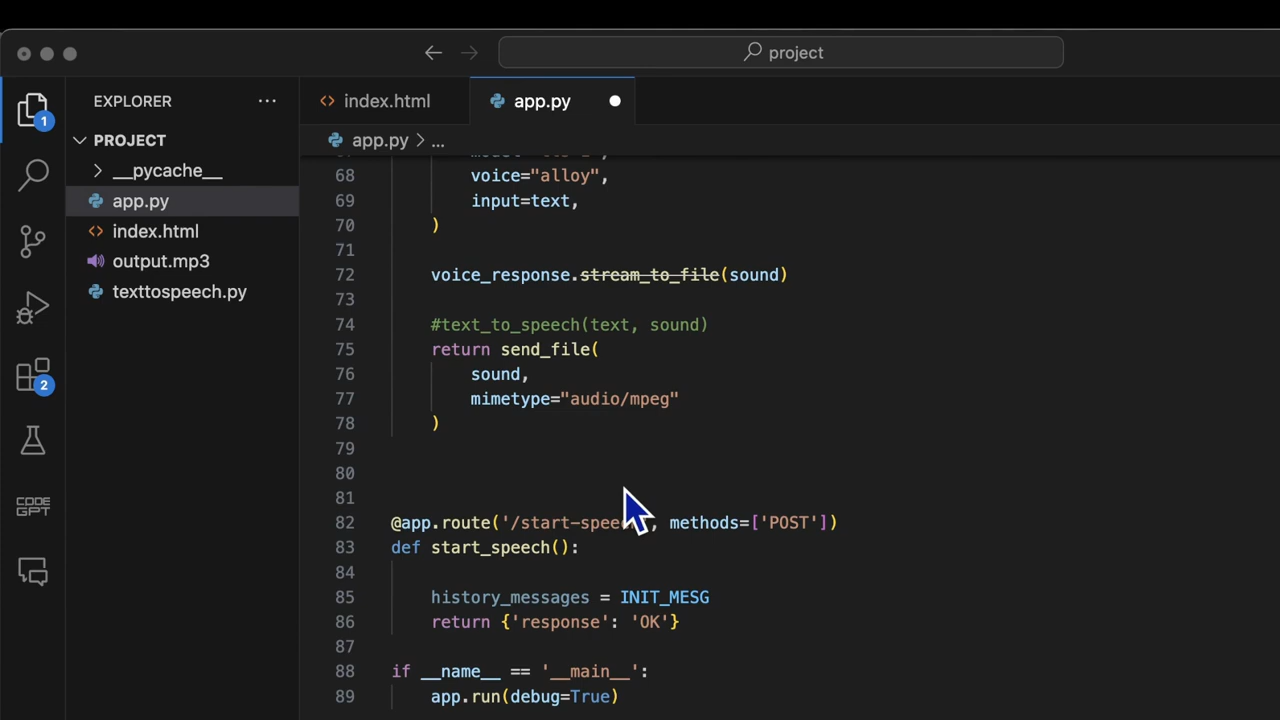 project
EXPLORER ...
index.html
app.py
1
PROJECT
app.py > ...
__pycache__
app.py
index.html
output.mp3
texttospeech.py
2
CODE
GPT
68 voice="alloy",
69 input=text,
70 )
71
72 voice_response.stream_to_file(sound)
73
74 #text_to_speech(text, sound)
75 return send_file(
76 sound,
77 mimetype="audio/mpeg"
78 )
79
80
81
82 @app.route('/start-spee , methods=['POST'])
83 def start_speech():
84
85 history_messages = INIT_MESG
86 return {'response': 'OK'}
87
88 if __name__ == '__main__':
89 app.run(debug=True)